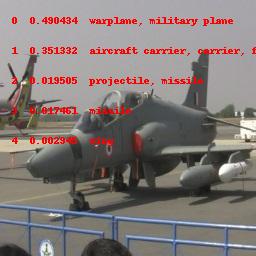 0 0.490434 warplane, military plane
1 0.351332 aircraft carrier, carrier, f
2 0.019505 projectile, missile
3 0.017461 missile
4 0.00294